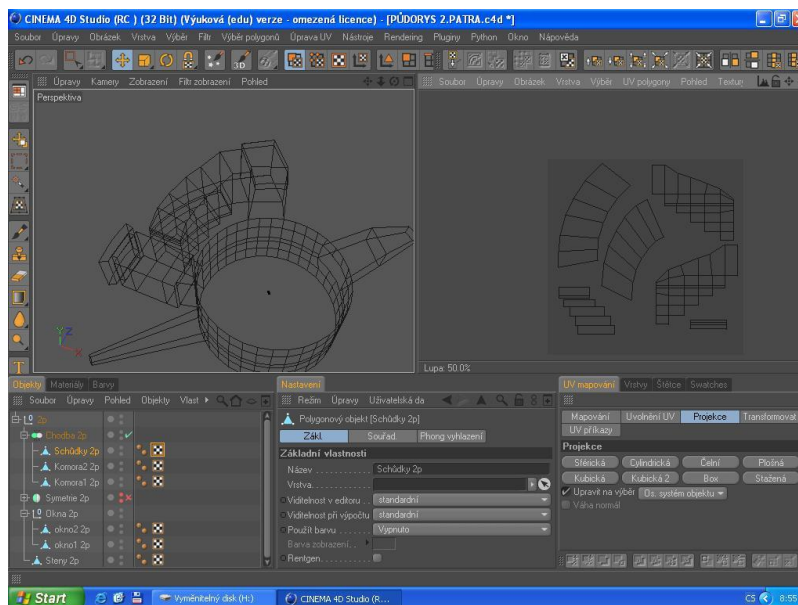 CINEMA 4D Studio (RC ) (32 Bit) (Výuková (edu) verze - omezená licence) - [PŮDORYS 2.PATRA.c4d *]
Soubor Úpravy Obrázek Vrstva Výběr Filtr Výběr polygonů Úprava UV Nástroje Rendering Pluginy Python Okno Nápověda
Úpravy Kamery Zobrazení Filtr zobrazení Pohled
Soubor Úpravy Obrázek Vrstva Výběr UV polygony Pohled Textur
Perspektiva
Y Z
X
Lupa: 50.0%
Objekty Materiály Barvy
Nastavení
UV mapování Vrstvy Štětce Swatches
Soubor Úpravy Pohled Objekty Vlast
Režim Úpravy Uživatelská da
2p
Chodba 2p
Schůdky 2p
Komora2 2p
Komora1 2p
Symetrie 2p
Okna 2p
okno2 2p
okno1 2p
Steny 2p
Polygonový objekt [Schůdky 2p]
Zákl. Souřad. Phong vyhlazení
Základní vlastnosti
Název Schůdky 2p
Vrstva
Viditelnost v editoru standardní
Viditelnost při výpočtu standardní
Použít barvu Vypnuto
Barva zobrazení
Rentgen
Mapování Uvolnění UV Projekce Transformovat
UV příkazy
Projekce
Sférická Cylindrická Čelní Plošná
Kubická Kubická 2 Box Stažená
Upravit na výběr Os. systém objektu
Váha normál
Start
Vyměnitelný disk (H:)
CINEMA 4D Studio (R...
CS
8:55